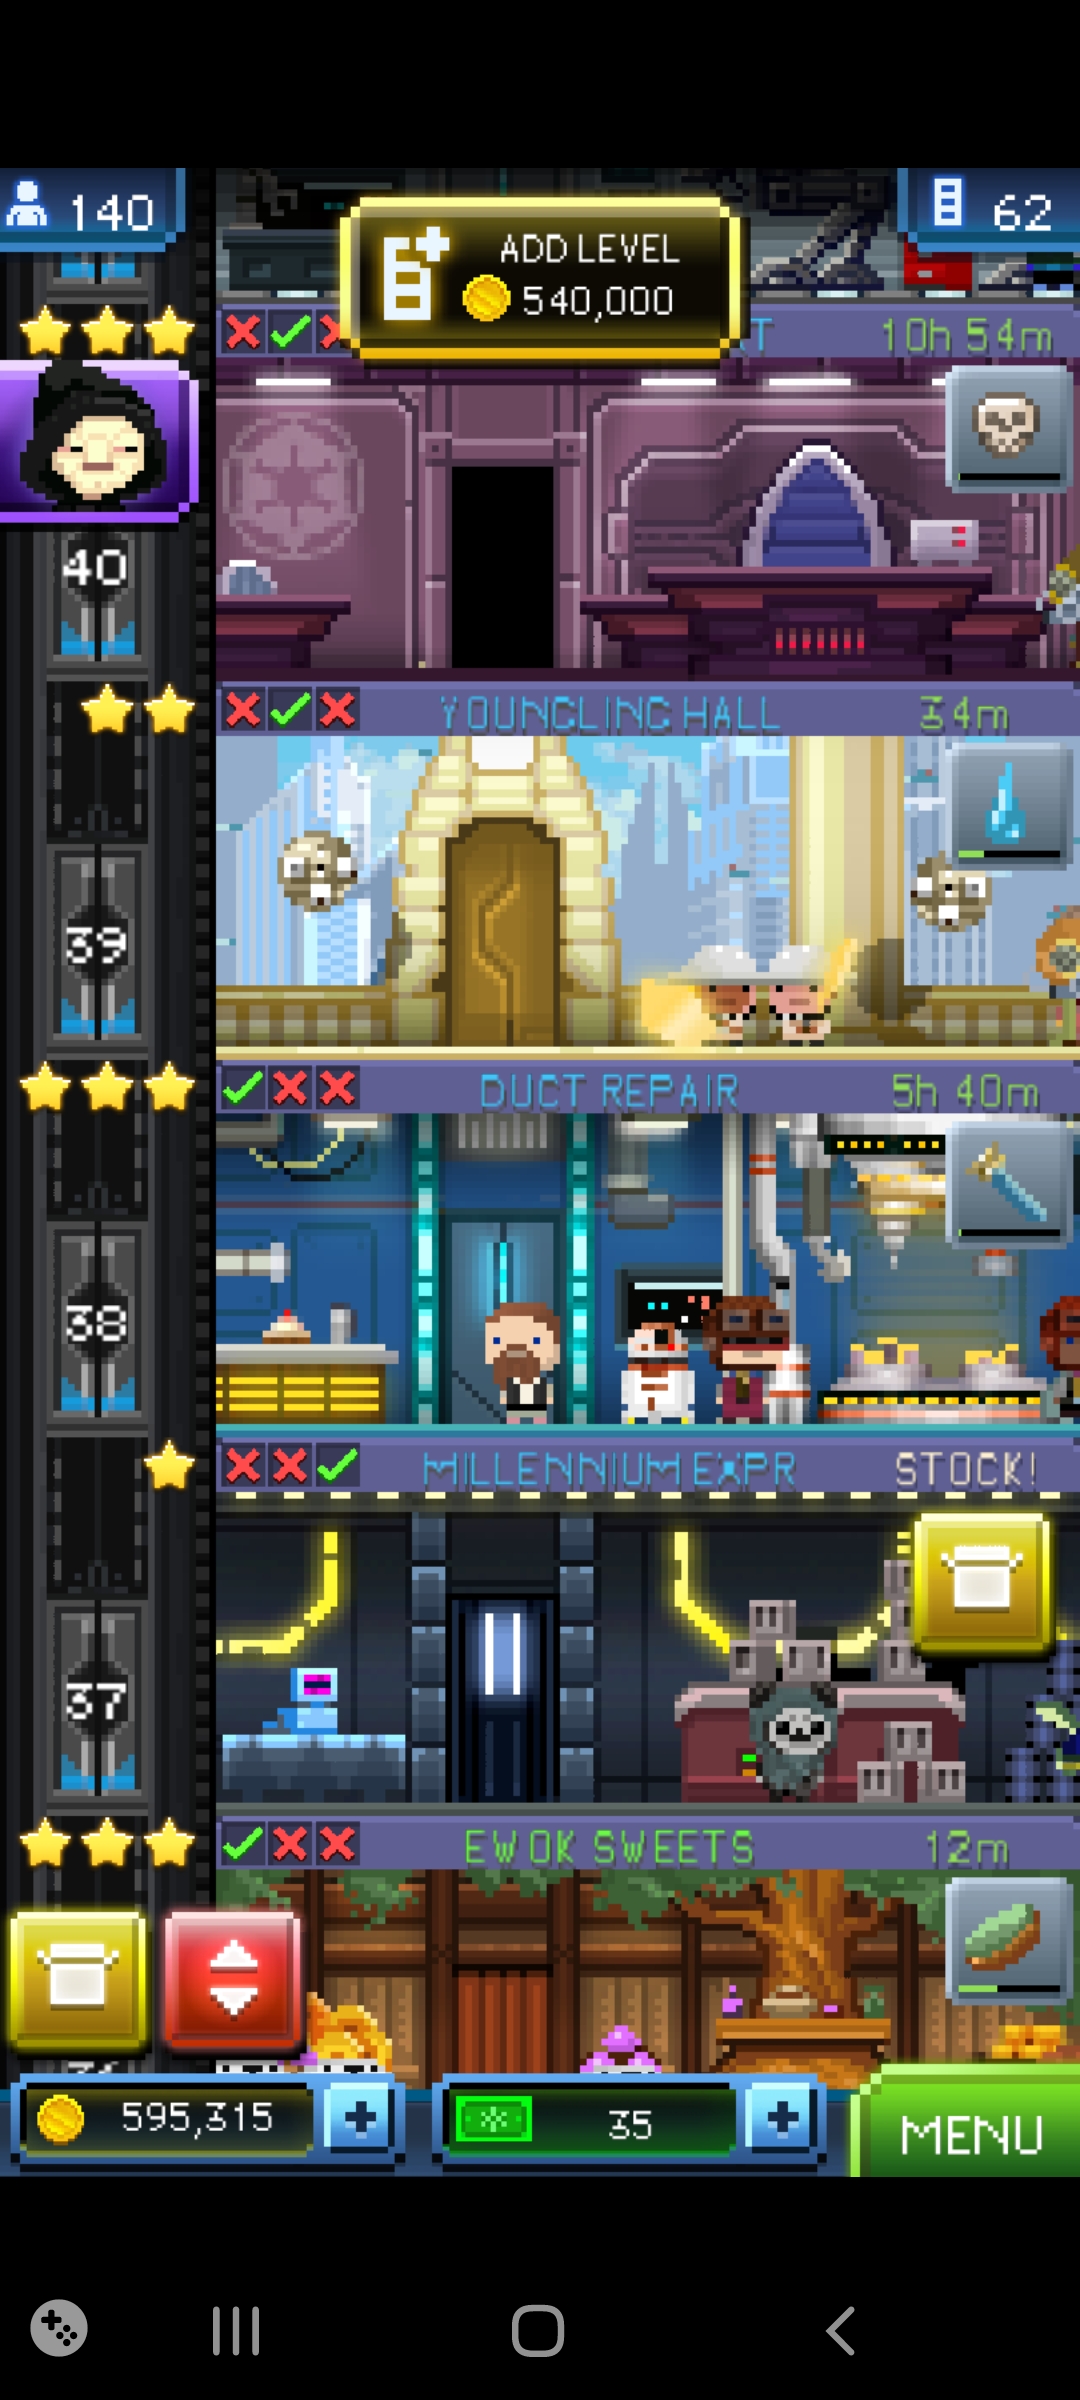 140
62
ADD LEVEL
540,000
10h 54m
40
YOUNGLING HALL
34m
39
DUCT REPAIR
5h 40m
38
MILLENNIUM EXPR
STOCK!
37
EWOK SWEETS
12m
595,315
35
MENU